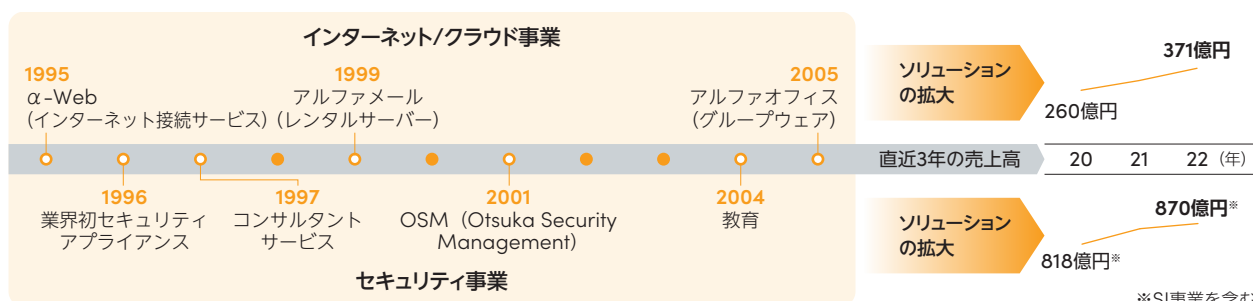 インターネット/クラウド事業
1995
α-Web
(インターネット接続サービス)
1999
アルファメール
(レンタルサーバー)
2005
アルファオフィス
(グループウェア)
ソリューション
の拡大
371億円
260億円
直近3年の売上高
20 21 22（年）
1996
業界初セキュリティ
アプライアンス
1997
コンサルタント
サービス
2001
OSM（Otsuka Security
Management）
2004
教育
セキュリティ事業
ソリューション
の拡大
870億円※
818億円※
※SI事業を含む